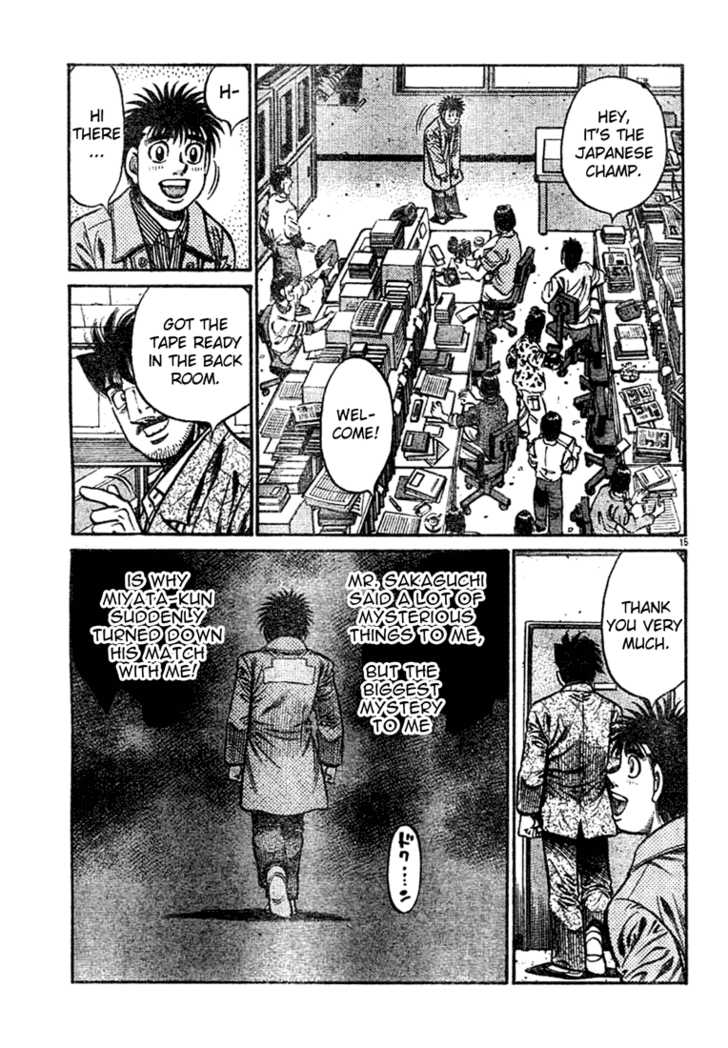 HEY,
IT'S THE
JAPANESE
CHAMP.
WEL-
COME!
H-
HI
THERE
...
GOT THE
TAPE READY
IN THE BACK
ROOM.
15
THANK
YOU VERY
MUCH.
MR. SAKAGUCHI
SAID A LOT OF
MYSTERIOUS
THINGS TO ME,
BUT THE
BIGGEST
MYSTERY TO
ME
IS WHY
MIYATA-KUN
SUDDENLY
TURNED DOWN
HIS MATCH
WITH ME!
ドクン……